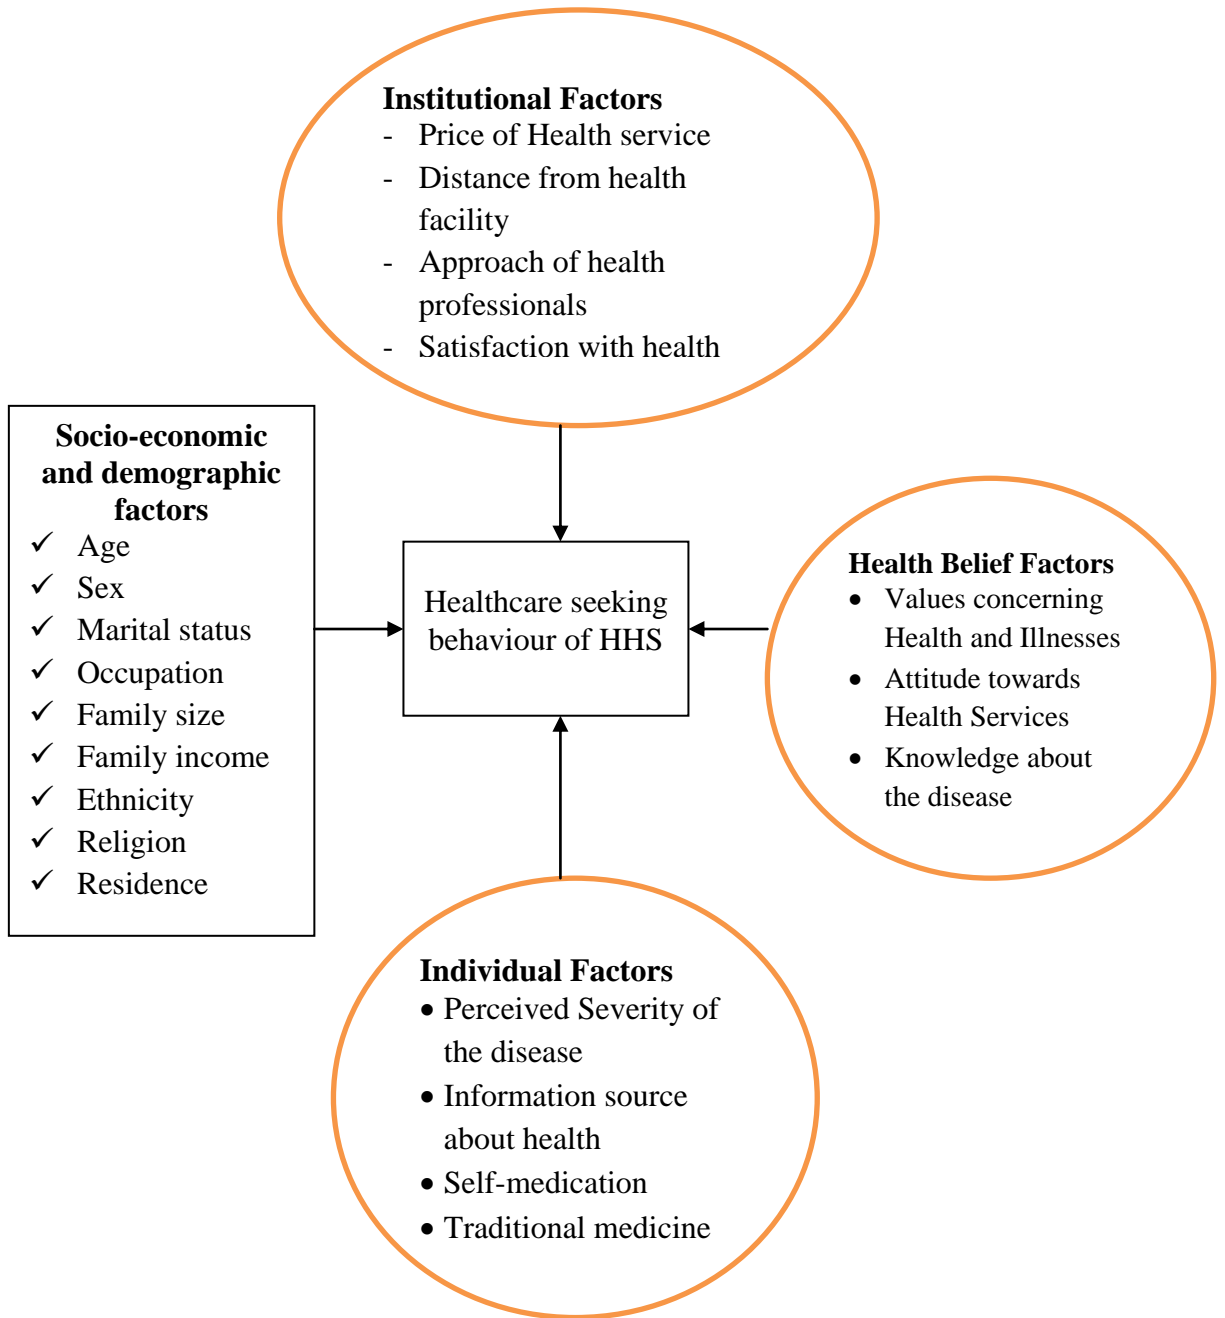 Institutional Factors
- Price of Health service
- Distance from health
facility
- Approach of health
professionals
- Satisfaction with health
Socio-economic
and demographic
factors
✓ Age
✓ Sex
✓ Marital status
✓ Occupation
✓ Family size
✓ Family income
✓ Ethnicity
✓ Religion
✓ Residence
Healthcare seeking
behaviour of HHS
Health Belief Factors
• Values concerning
Health and Illnesses
• Attitude towards
Health Services
• Knowledge about
the disease
Individual Factors
• Perceived Severity of
the disease
• Information source
about health
• Self-medication
• Traditional medicine